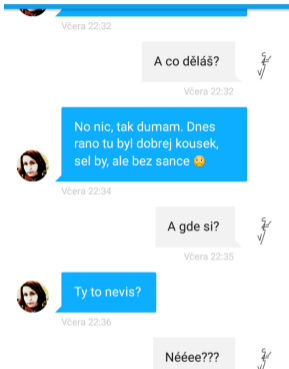 Včera 22:32
A co děláš?
Včera 22:32
No nic, tak dumam. Dnes
rano tu byl dobrej kousek,
sel by, ale bez sance 😳
Včera 22:34
A gde si?
Včera 22:35
Ty to nevis?
Včera 22:36
Nééee???